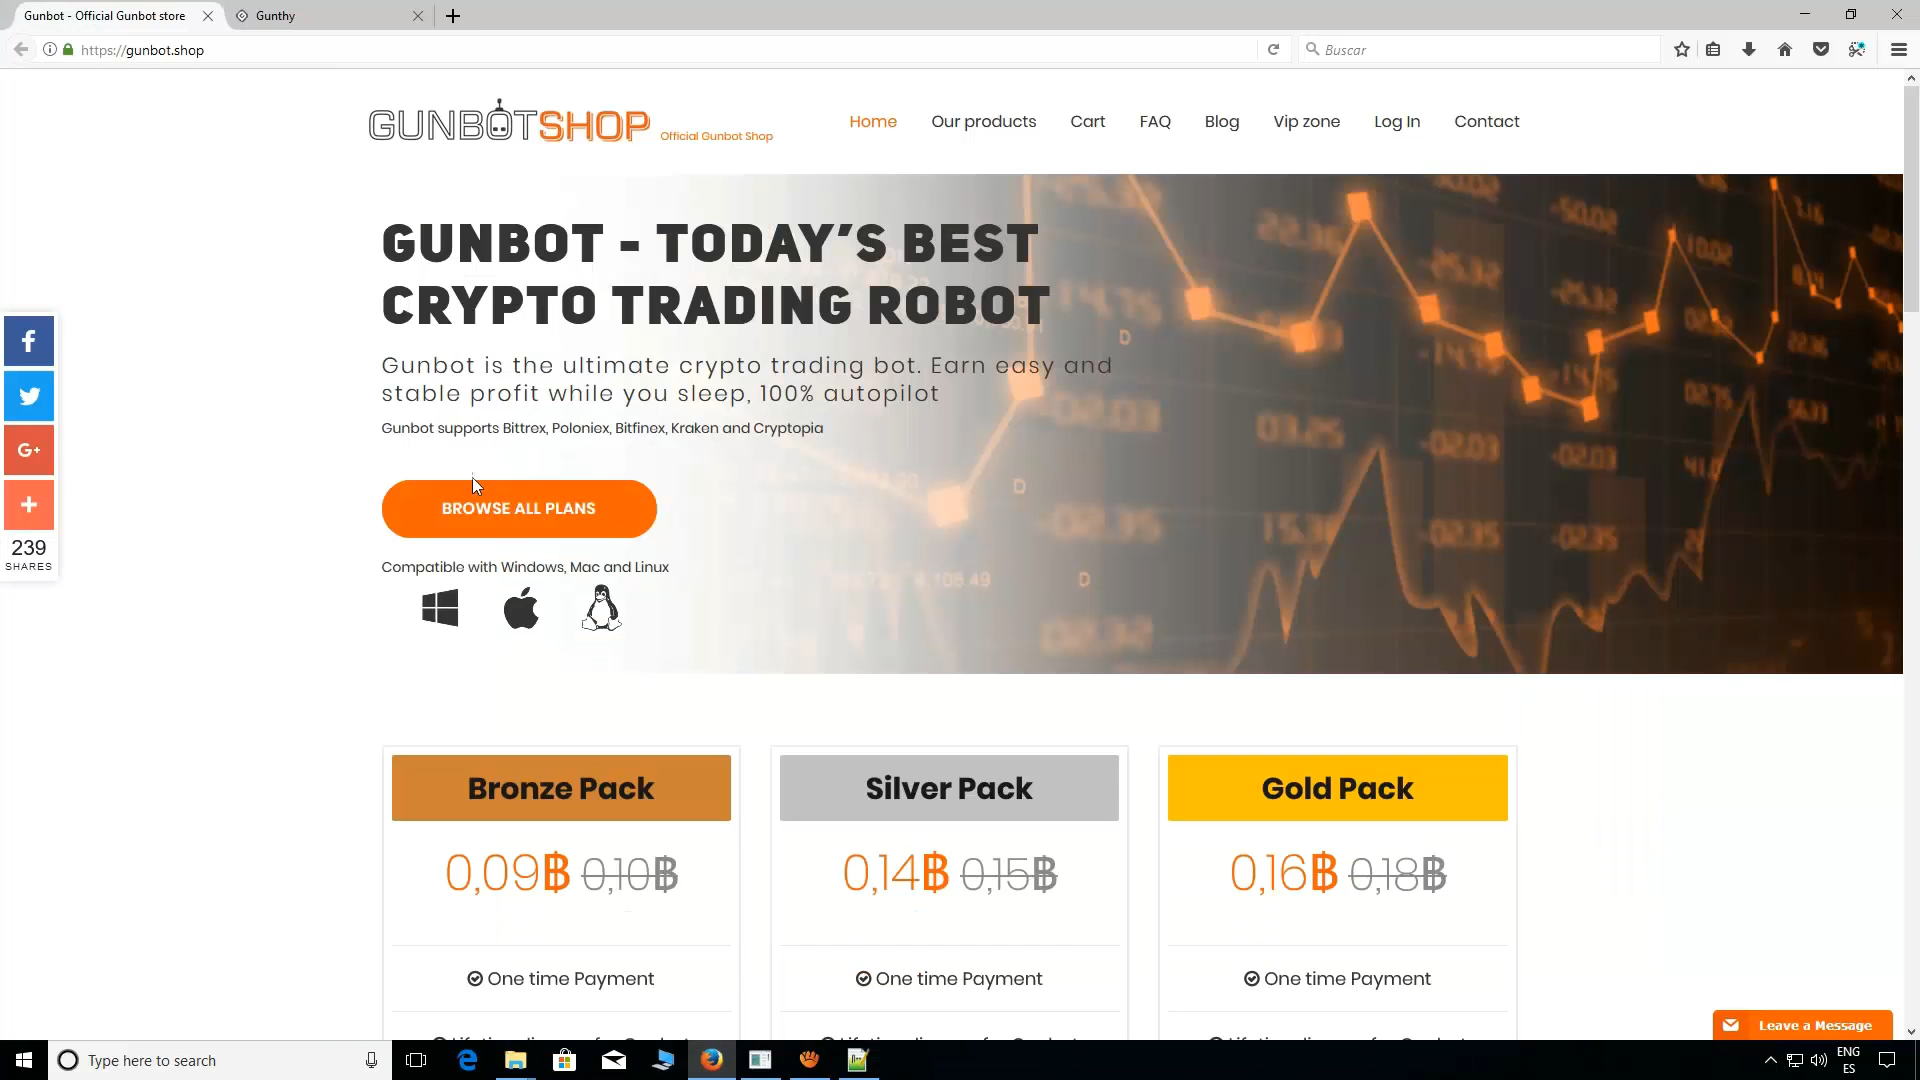 Gunbot - Official Gunbot store
Gunthy
https://gunbot.shop
Buscar
GUNBOTSHOP Official Gunbot Shop
Home Our products Cart FAQ Blog Vip zone Log In Contact
GUNBOT - TODAY'S BEST
CRYPTO TRADING ROBOT
Gunbot is the ultimate crypto trading bot. Earn easy and
stable profit while you sleep, 100% autopilot
Gunbot supports Bittrex, Poloniex, Bitfinex, Kraken and Cryptopia
BROWSE ALL PLANS
Compatible with Windows, Mac and Linux
G+
239
SHARES
Bronze Pack
0,09฿ 0,10฿
One time Payment
Silver Pack
0,14฿ 0,15฿
One time Payment
Gold Pack
0,16฿ 0,18฿
One time Payment
Leave a Message
Type here to search
ENG
ES